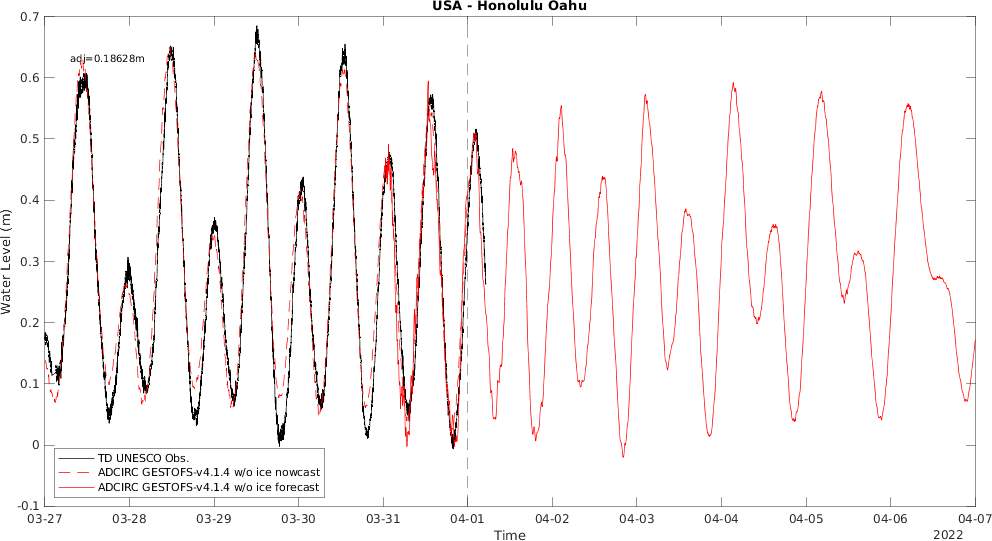 USA - Honolulu Oahu
0.7
adj=0.18628m
0.6
0.5
0.4
0.3
0.2
0.1
0
-0.1
Water Level (m)
TD UNESCO Obs.
ADCIRC GESTOFS-v4.1.4 w/o ice nowcast
ADCIRC GESTOFS-v4.1.4 w/o ice forecast
03-27 03-28 03-29 03-30 03-31 04-01 04-02 04-03 04-04 04-05 04-06 04-07
Time
2022